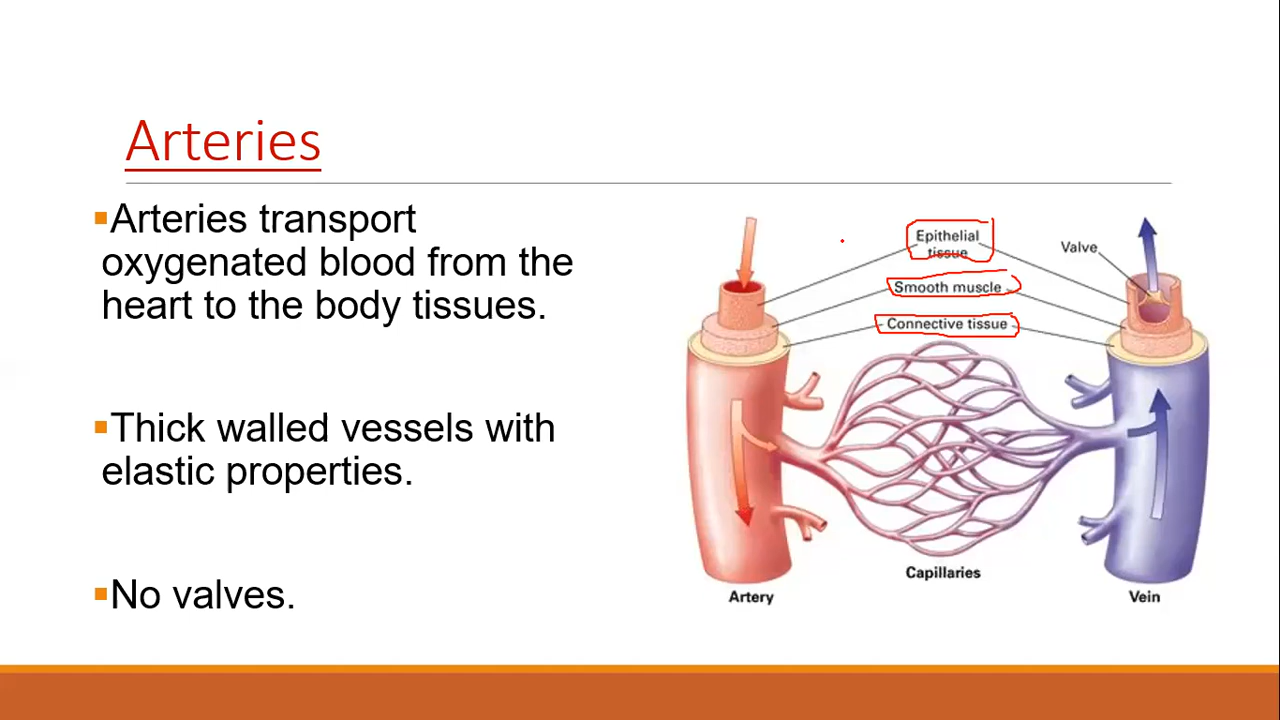 Arteries
▪Arteries transport
oxygenated blood from the
heart to the body tissues.
▪Thick walled vessels with
elastic properties.
▪No valves.
Epithelial
tissue
Valve
Smooth muscle
Connective tissue
Capillaries
Artery
Vein